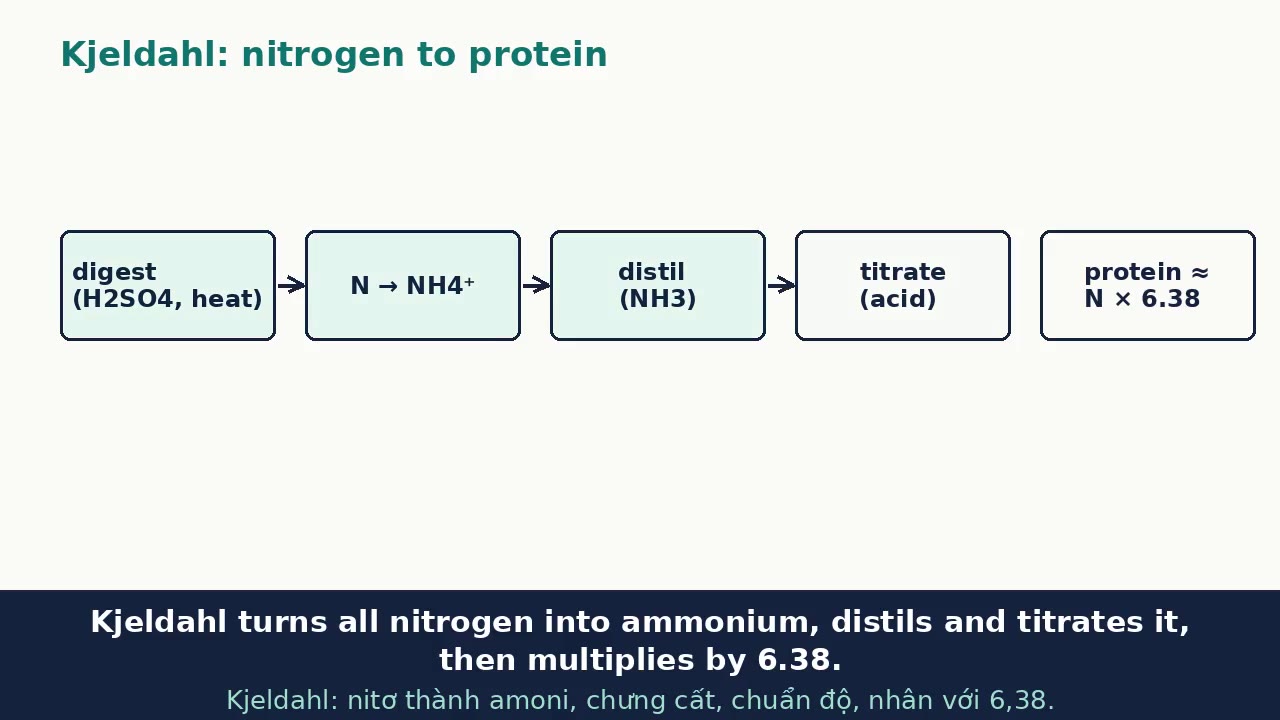 Kjeldahl: nitrogen to protein
digest
(H2SO4, heat)
N → NH4⁺
distil
(NH3)
titrate
(acid)
protein ≈
N × 6.38
Kjeldahl turns all nitrogen into ammonium, distils and titrates it,
then multiplies by 6.38.
Kjeldahl: nitơ thành amoni, chưng cất, chuẩn độ, nhân với 6,38.